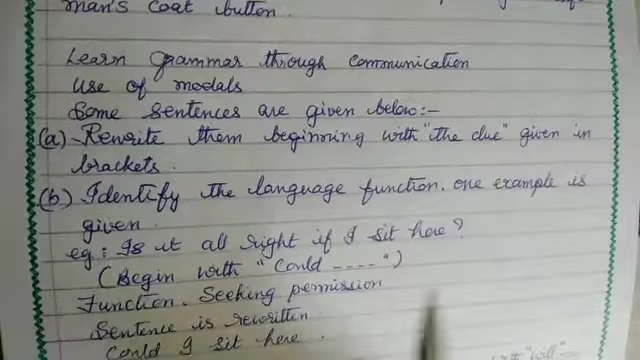 man's coat button.
Learn grammar through communication
use of modals
Some sentences are given below:-
(a) Rewrite them beginning with "the clue" given in
brackets.
(b) Identify the language function. one example is
given.
eg: Is it all right if I sit here?
(Begin with "Could ----")
Function. Seeking permission
Sentence is rewritten
Could I sit here.